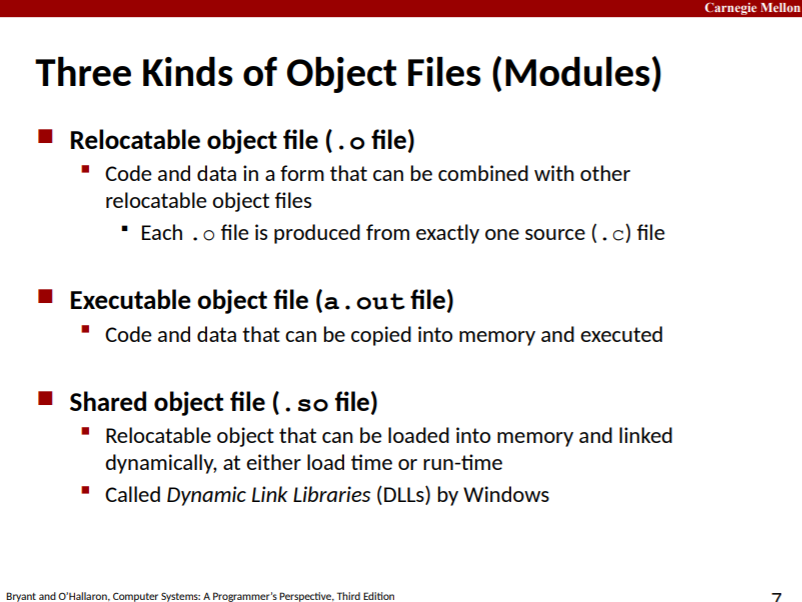 Carnegie Mellon
Three Kinds of Object Files (Modules)
Relocatable object file (.o file)
Code and data in a form that can be combined with other
relocatable object files
Each .o file is produced from exactly one source (.c) file
Executable object file (a.out file)
Code and data that can be copied into memory and executed
Shared object file (.so file)
Relocatable object that can be loaded into memory and linked
dynamically, at either load time or run-time
Called Dynamic Link Libraries (DLLs) by Windows
Bryant and O'Hallaron, Computer Systems: A Programmer's Perspective, Third Edition
7